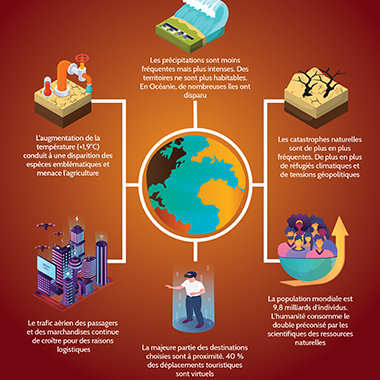 Les précipitations sont moins
fréquentes mais plus intenses. Des
territoires ne sont plus habitables.
En Océanie, de nombreuses îles ont
disparu
L'augmentation de la
température (+1,9°C)
conduit à une disparition des
espèces emblématiques et
menace l'agriculture
Les catastrophes naturelles
sont de plus en plus
fréquentes. De plus en plus
de réfugiés climatiques et
de tensions géopolitiques
Le trafic aérien des passagers
et des marchandises continue
de croître pour des raisons
logistiques
La majeure partie des destinations
choisies sont à proximité. 40 %
des déplacements touristiques
sont virtuels
La population mondiale est
9,8 milliards d'individus.
L'humanité consomme le
double préconisé par les
scientifiques des ressources
naturelles